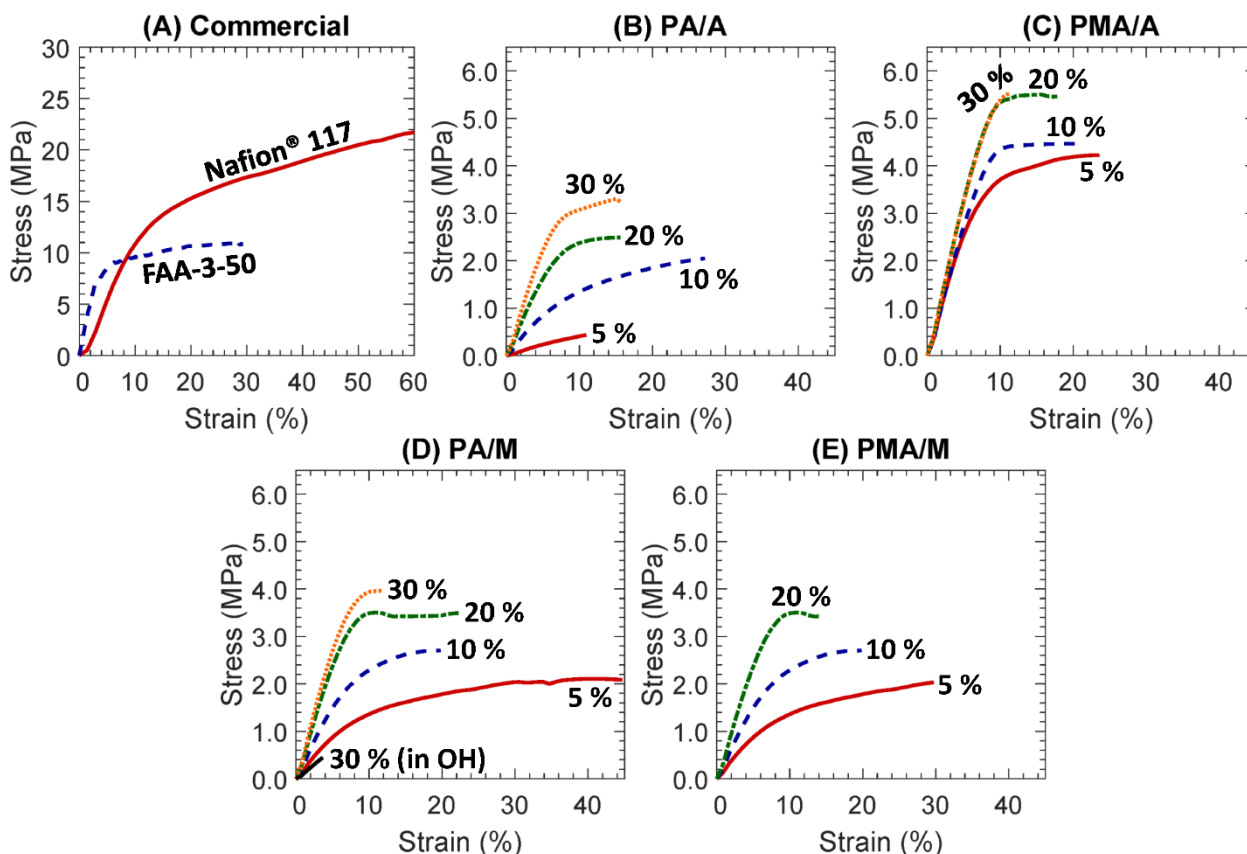 (A) Commercial
Stress (MPa)
30
25
20
15
10
5
0
Nafion® 117
FAA-3-50
0 10 20 30 40 50 60
Strain (%)
(B) PA/A
Stress (MPa)
6.0
5.0
4.0
3.0
2.0
1.0
0.0
30 %
20 %
10 %
5 %
0 10 20 30 40
Strain (%)
(C) PMA/A
Stress (MPa)
6.0
5.0
4.0
3.0
2.0
1.0
0.0
30 %
20 %
10 %
5 %
0 10 20 30 40
Strain (%)
(D) PA/M
Stress (MPa)
6.0
5.0
4.0
3.0
2.0
1.0
0.0
30 %
20 %
10 %
5 %
30 % (in OH)
0 10 20 30 40
Strain (%)
(E) PMA/M
Stress (MPa)
6.0
5.0
4.0
3.0
2.0
1.0
0.0
20 %
10 %
5 %
0 10 20 30 40
Strain (%)